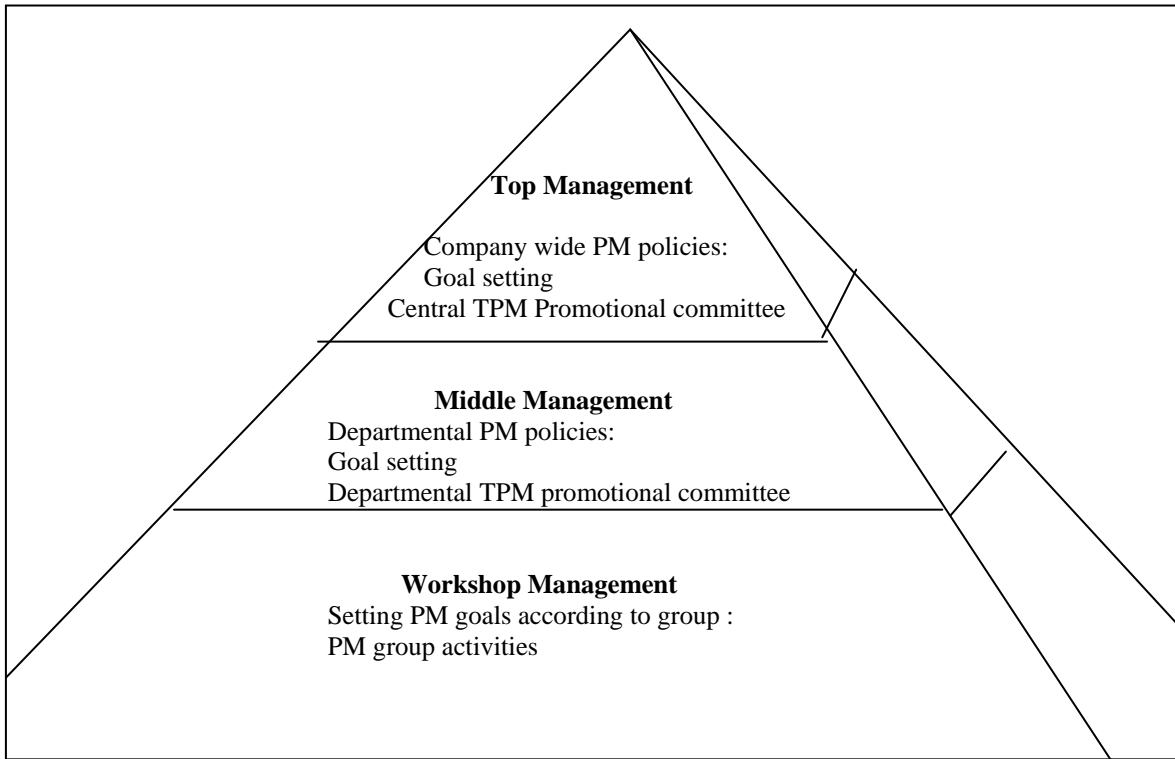 Top Management
Company wide PM policies:
Goal setting
Central TPM Promotional committee
Middle Management
Departmental PM policies:
Goal setting
Departmental TPM promotional committee
Workshop Management
Setting PM goals according to group :
PM group activities